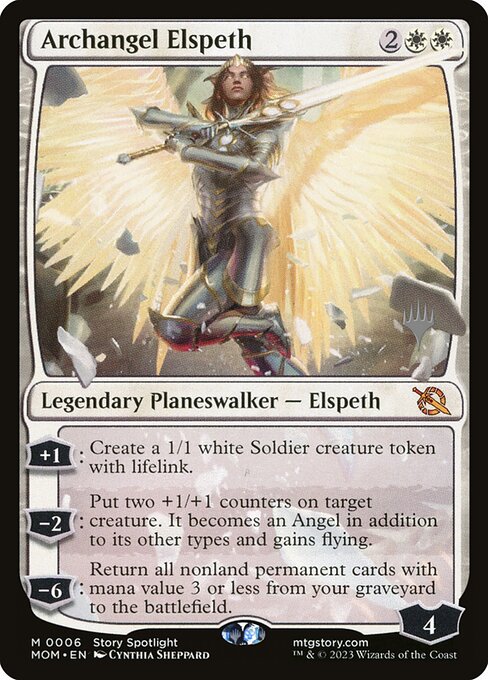 Archangel Elspeth 2
Legendary Planeswalker — Elspeth
+1 : Create a 1/1 white Soldier creature token
with lifelink.
Put two +1/+1 counters on target
−2 : creature. It becomes an Angel in addition
to its other types and gains flying.
Return all nonland permanent cards with
−6 : mana value 3 or less from your graveyard
to the battlefield.
4
M 0006 Story Spotlight mtgstory.com
MOM • EN Cynthia Sheppard ™ & © 2023 Wizards of the Coast